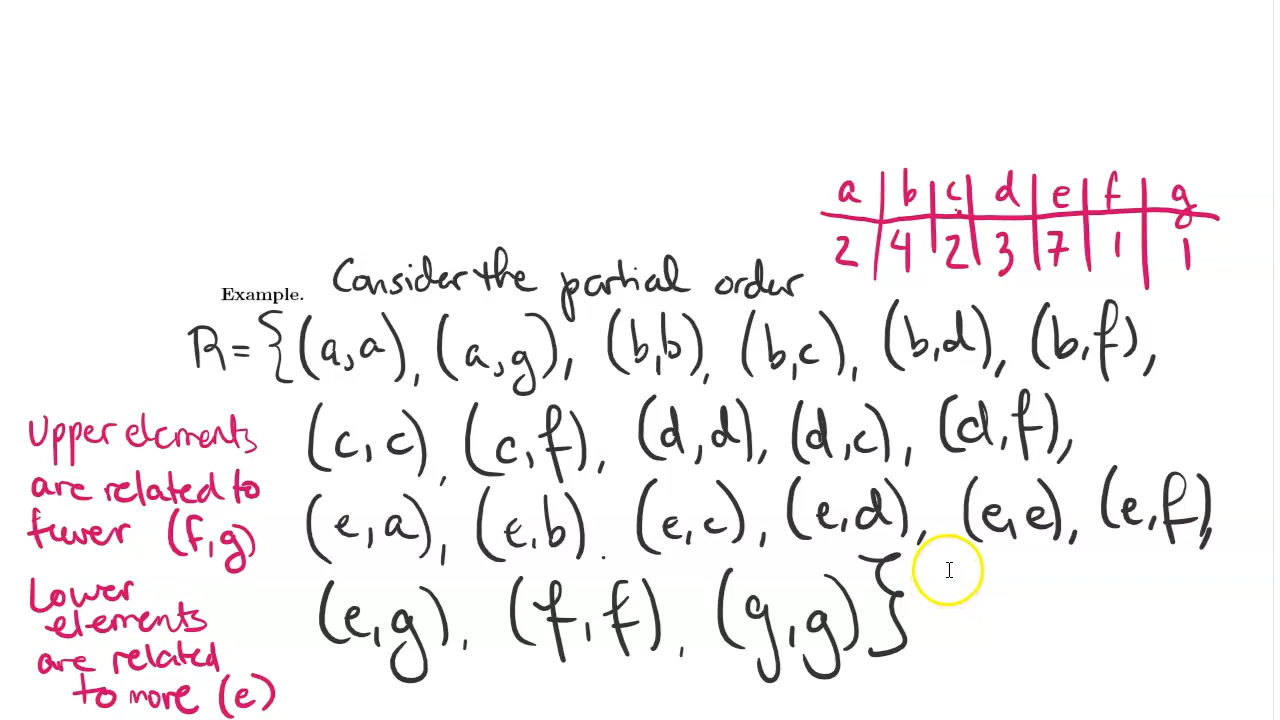 a | b | c | d | e | f | g
2 | 4 | 2 | 3 | 7 | 1 | 1
Example. Consider the partial order
R = {(a,a), (a,g), (b,b), (b,c), (b,d), (b,f),
(c,c), (c,f), (d,d), (d,c), (d,f),
(e,a), (e,b). (e,c), (e,d), (e,e), (e,f),
(e,g), (f,f), (g,g)}
Upper elements
are related to
fewer (f,g)
Lower
elements
are related
to more (e)